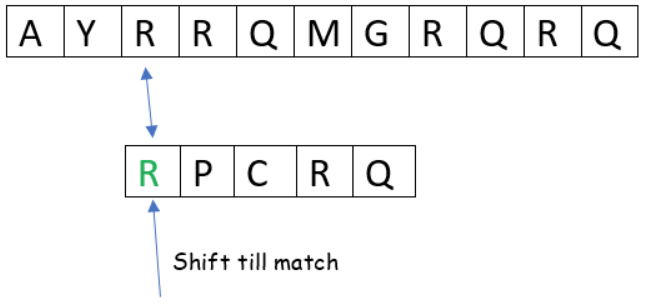 A Y R R Q M G R Q R Q
R P C R Q
Shift till match